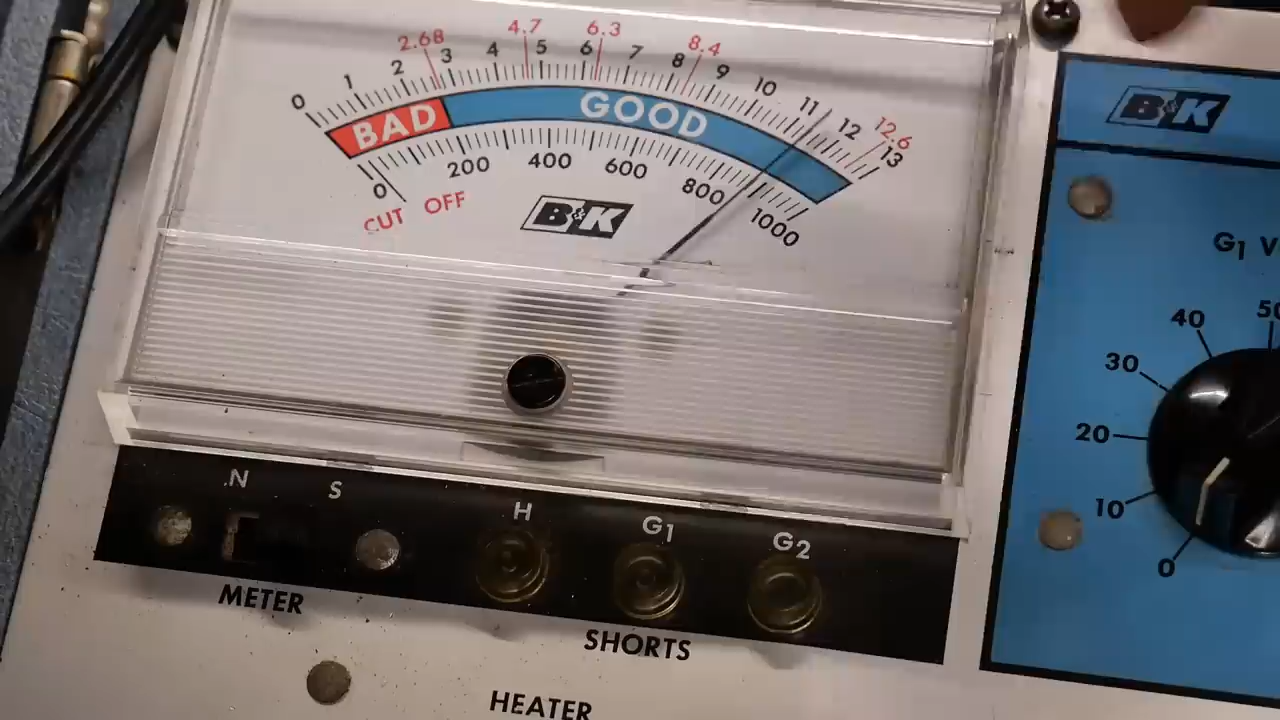 2.68 4.7 6.3 8.4 12.6
0 1 2 3 4 5 6 7 8 9 10 11 12 13
BAD GOOD
0 200 400 600 800 1000
CUT OFF
B&K
B&K
G1 V
0 10 20 30 40 50
N S
METER
H G1 G2
SHORTS
HEATER